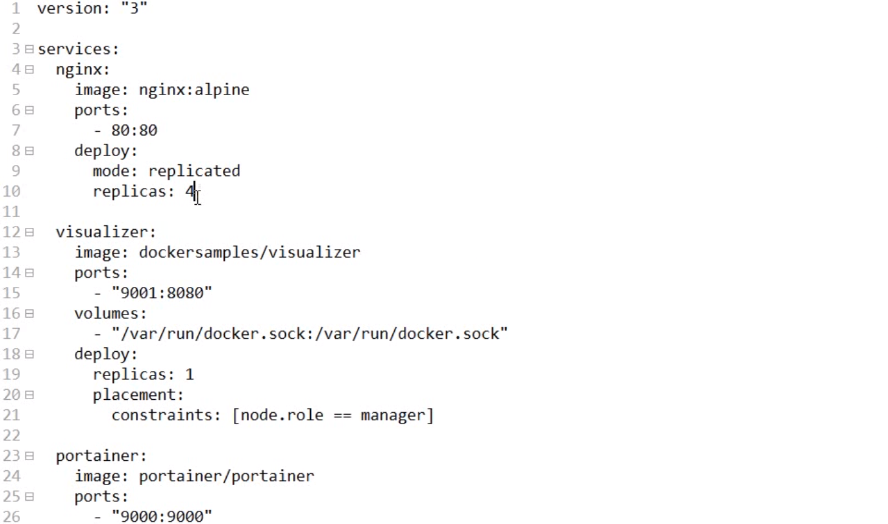 1 version: "3"
2
3 services:
4   nginx:
5     image: nginx:alpine
6     ports:
7       - 80:80
8     deploy:
9       mode: replicated
10       replicas: 4
11
12   visualizer:
13     image: dockersamples/visualizer
14     ports:
15       - "9001:8080"
16     volumes:
17       - "/var/run/docker.sock:/var/run/docker.sock"
18     deploy:
19       replicas: 1
20       placement:
21         constraints: [node.role == manager]
22
23   portainer:
24     image: portainer/portainer
25     ports:
26       - "9000:9000"